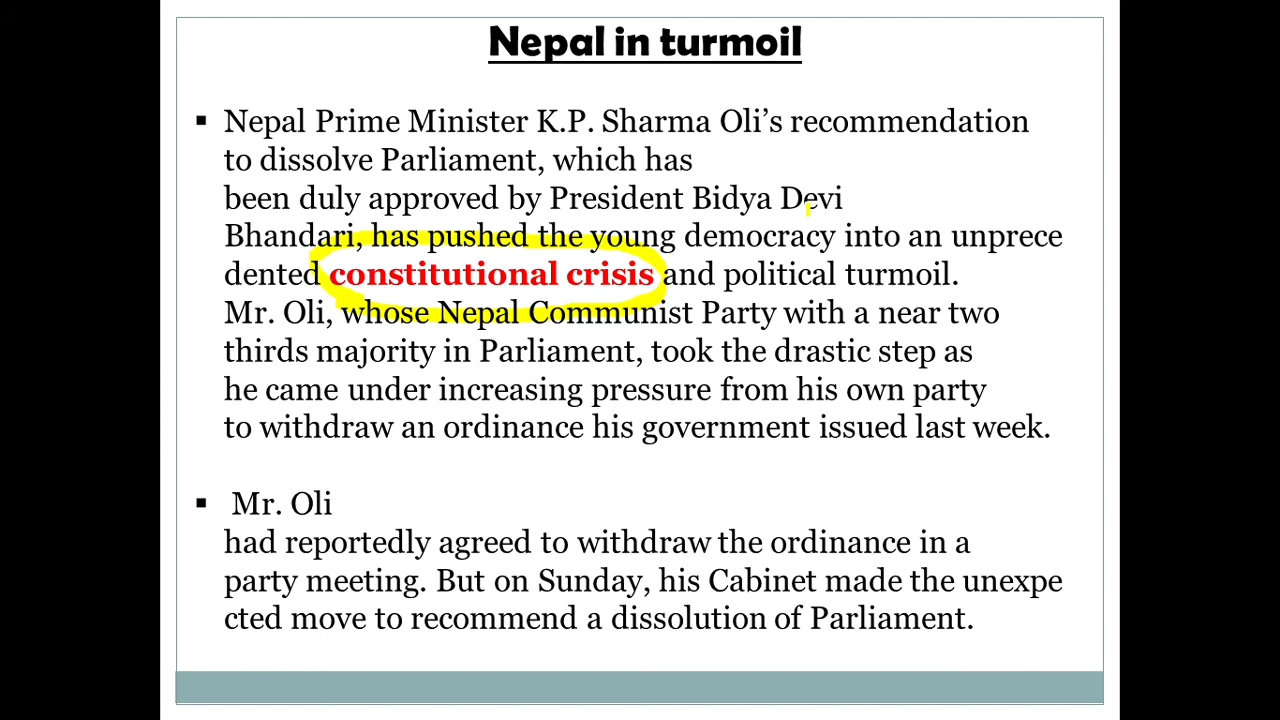 Nepal in turmoil
▪ Nepal Prime Minister K.P. Sharma Oli’s recommendation
to dissolve Parliament, which has
been duly approved by President Bidya Devi
Bhandari, has pushed the young democracy into an unprece
dented constitutional crisis and political turmoil.
Mr. Oli, whose Nepal Communist Party with a near two
thirds majority in Parliament, took the drastic step as
he came under increasing pressure from his own party
to withdraw an ordinance his government issued last week.
▪ Mr. Oli
had reportedly agreed to withdraw the ordinance in a
party meeting. But on Sunday, his Cabinet made the unexpe
cted move to recommend a dissolution of Parliament.